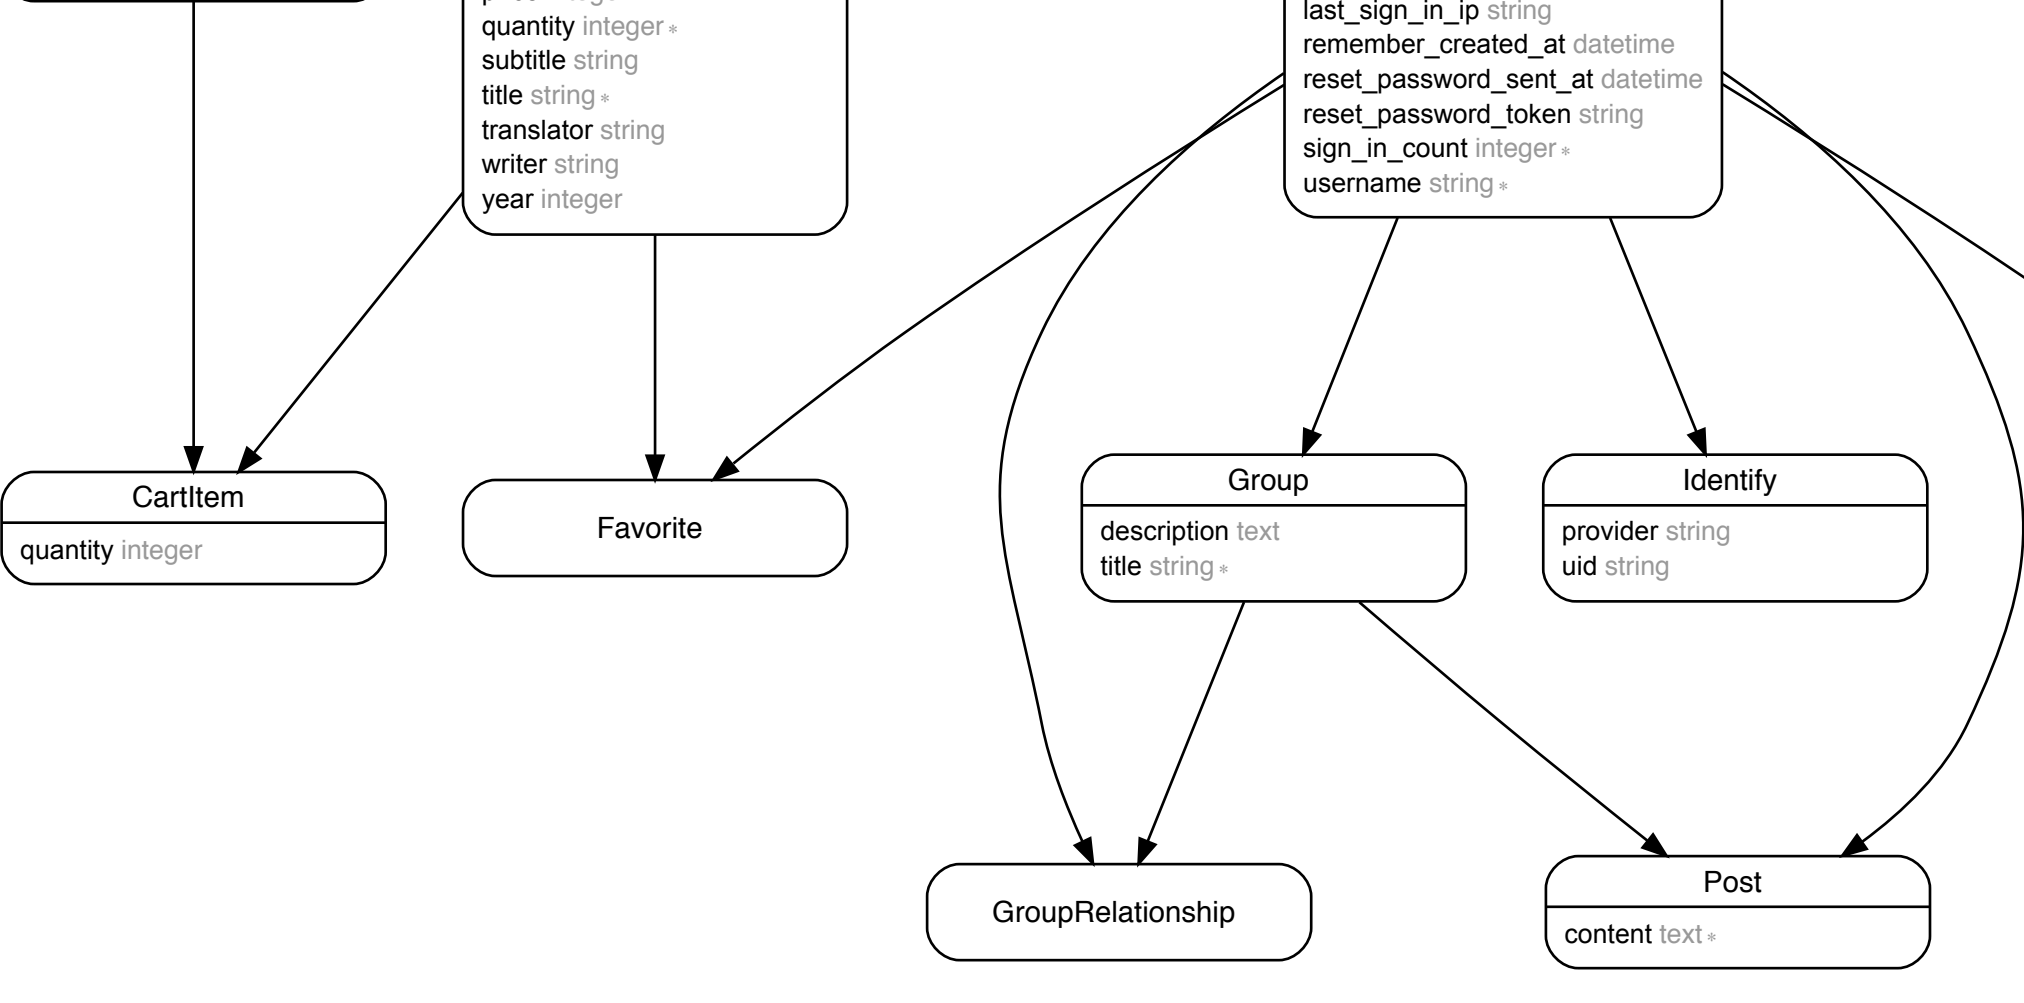 quantity integer *
subtitle string
title string *
translator string
writer string
year integer
last_sign_in_ip string
remember_created_at datetime
reset_password_sent_at datetime
reset_password_token string
sign_in_count integer *
username string *
CartItem
quantity integer
Favorite
Group
description text
title string *
Identify
provider string
uid string
GroupRelationship
Post
content text *